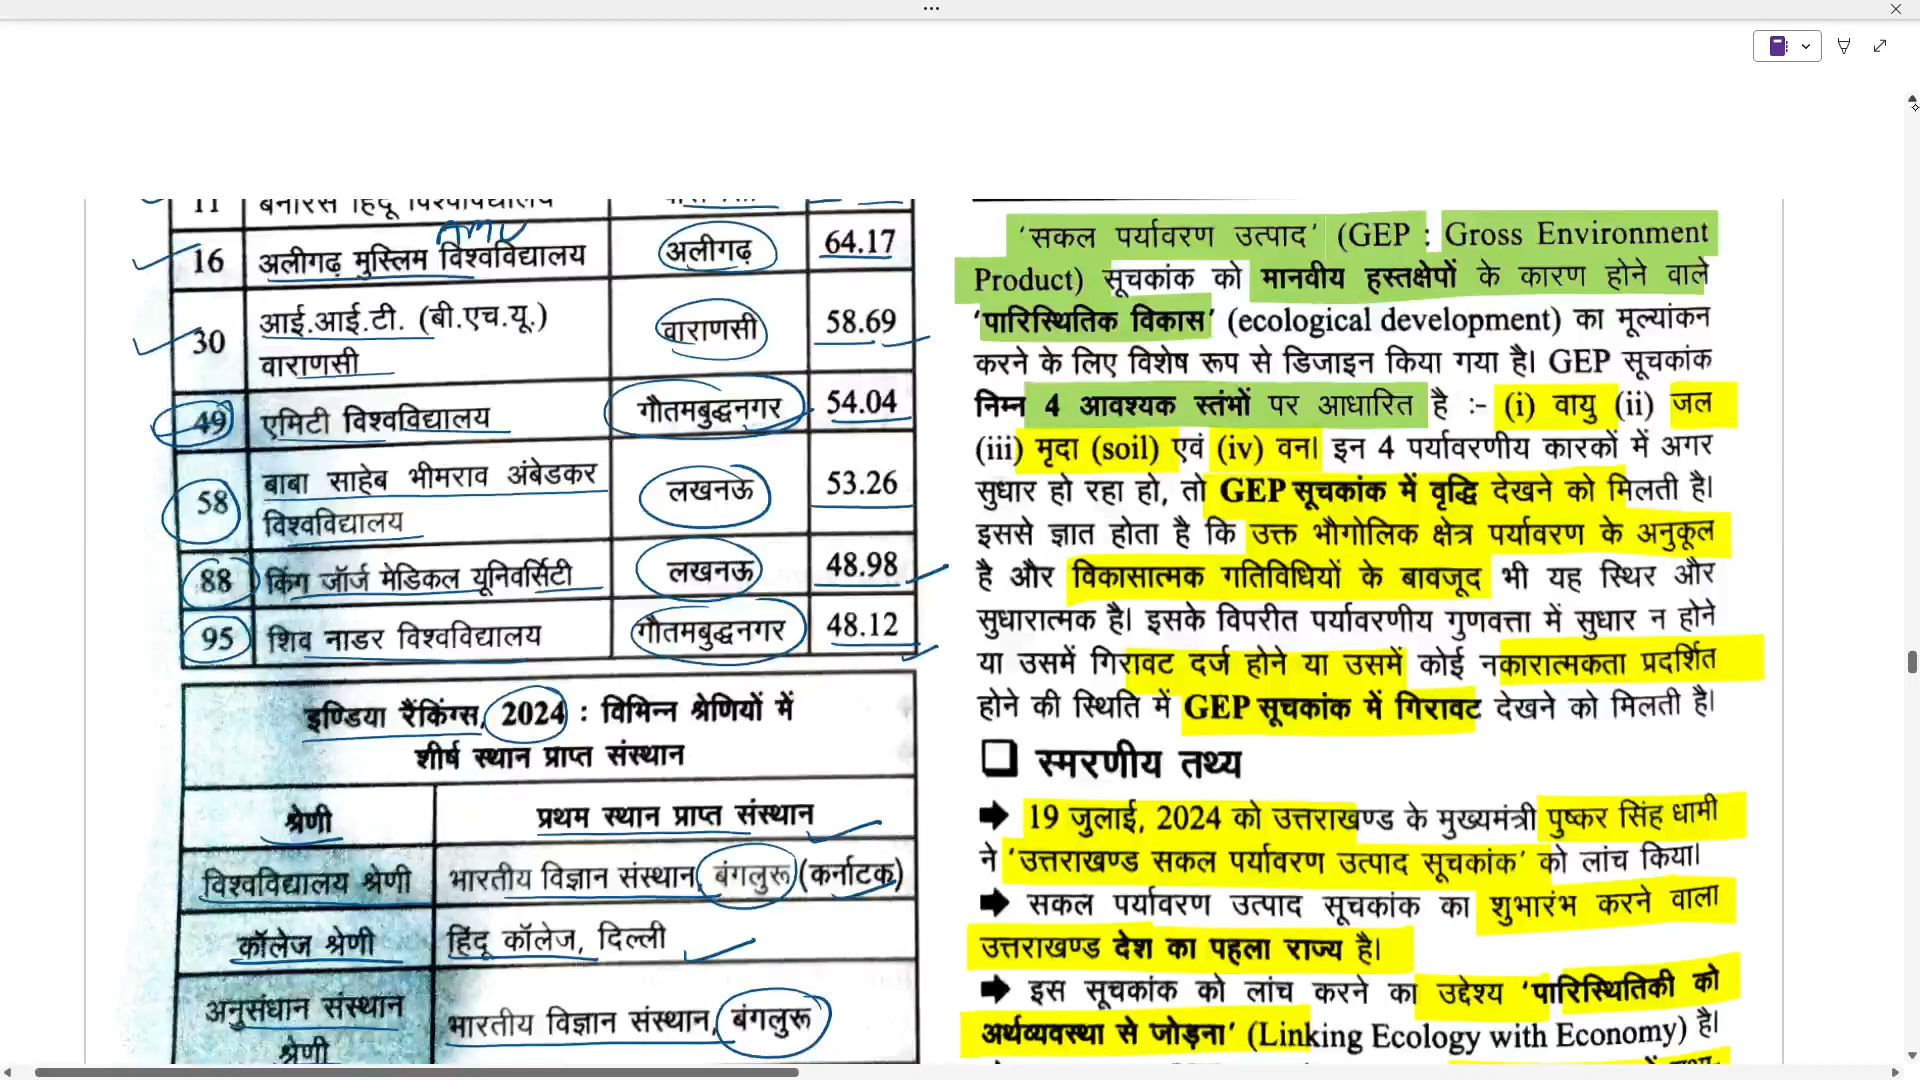 11 बनारस हिंदू विश्वविद्यालय
AMU
16 अलीगढ़ मुस्लिम विश्वविद्यालय अलीगढ़ 64.17
30 आई.आई.टी. (बी.एच.यू.) वाराणसी 58.69
वाराणसी
49 एमिटी विश्वविद्यालय गौतमबुद्धनगर 54.04
58 बाबा साहेब भीमराव अंबेडकर लखनऊ 53.26
विश्वविद्यालय
88 किंग जॉर्ज मेडिकल यूनिवर्सिटी लखनऊ 48.98
95 शिव नाडर विश्वविद्यालय गौतमबुद्धनगर 48.12
इण्डिया रैंकिंग्स, 2024 : विभिन्न श्रेणियों में
शीर्ष स्थान प्राप्त संस्थान
श्रेणी प्रथम स्थान प्राप्त संस्थान
विश्वविद्यालय श्रेणी भारतीय विज्ञान संस्थान, बंगलुरू (कर्नाटक)
कॉलेज श्रेणी हिंदू कॉलेज, दिल्ली
अनुसंधान संस्थान भारतीय विज्ञान संस्थान, बंगलुरू
श्रेणी
'सकल पर्यावरण उत्पाद' (GEP : Gross Environment
Product) सूचकांक को मानवीय हस्तक्षेपों के कारण होने वाले
'पारिस्थितिक विकास' (ecological development) का मूल्यांकन
करने के लिए विशेष रूप से डिजाइन किया गया है। GEP सूचकांक
निम्न 4 आवश्यक स्तंभों पर आधारित है :- (i) वायु (ii) जल
(iii) मृदा (soil) एवं (iv) वन। इन 4 पर्यावरणीय कारकों में अगर
सुधार हो रहा हो, तो GEP सूचकांक में वृद्धि देखने को मिलती है।
इससे ज्ञात होता है कि उक्त भौगोलिक क्षेत्र पर्यावरण के अनुकूल
है और विकासात्मक गतिविधियों के बावजूद भी यह स्थिर और
सुधारात्मक है। इसके विपरीत पर्यावरणीय गुणवत्ता में सुधार न होने
या उसमें गिरावट दर्ज होने या उसमें कोई नकारात्मकता प्रदर्शित
होने की स्थिति में GEP सूचकांक में गिरावट देखने को मिलती है।
❑ स्मरणीय तथ्य
➡ 19 जुलाई, 2024 को उत्तराखण्ड के मुख्यमंत्री पुष्कर सिंह धामी
ने 'उत्तराखण्ड सकल पर्यावरण उत्पाद सूचकांक' को लांच किया।
➡ सकल पर्यावरण उत्पाद सूचकांक का शुभारंभ करने वाला
उत्तराखण्ड देश का पहला राज्य है।
➡ इस सूचकांक को लांच करने का उद्देश्य 'पारिस्थितिकी को
अर्थव्यवस्था से जोड़ना' (Linking Ecology with Economy) है।